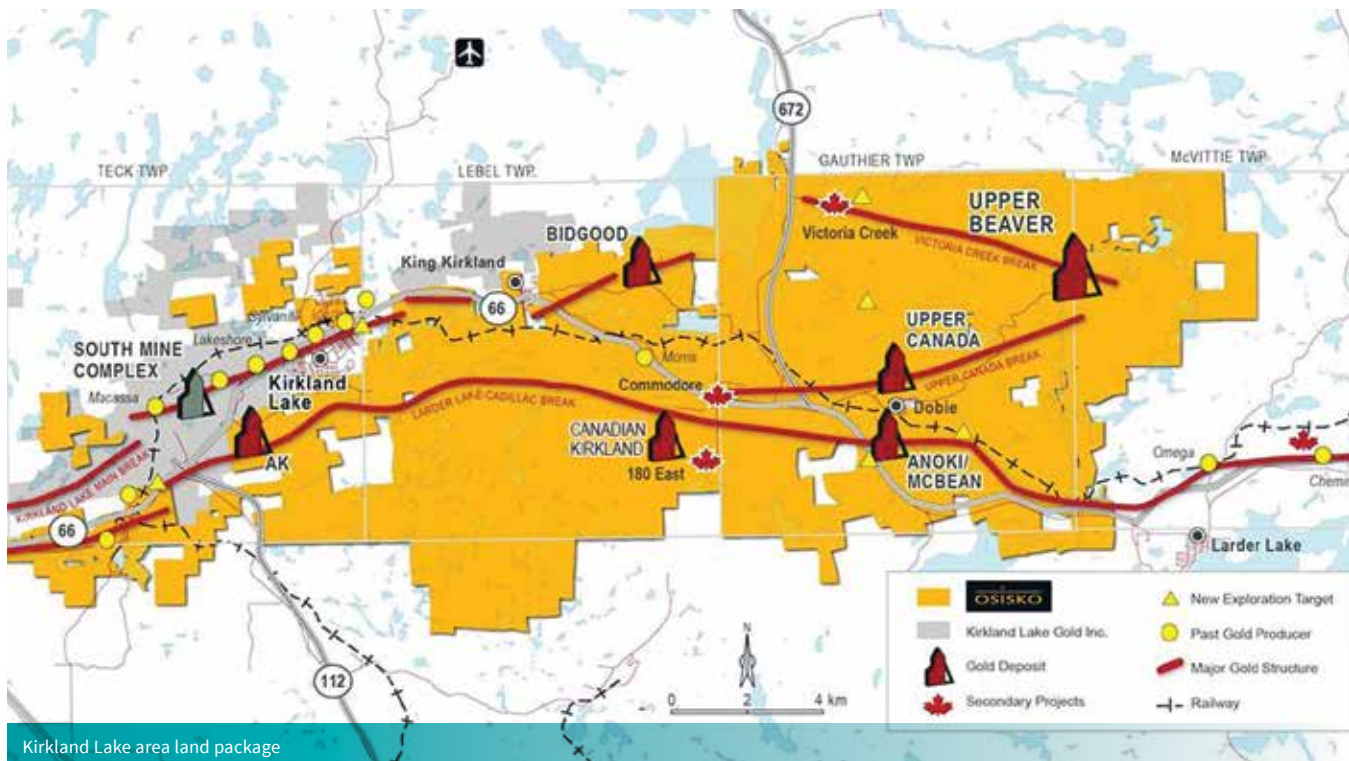 672
TECK TWP.
LEBEL TWP.
GAUTHIER TWP.
McVITTIE TWP.
UPPER
BEAVER
BIDGOOD
Victoria Creek
VICTORIA CREEK BREAK
King Kirkland
66
Sylvanite
Lakeshore
UPPER
CANADA
SOUTH MINE
COMPLEX
Morris
Macassa
Kirkland
Lake
Commodore
UPPER CANADA BREAK
LARDER LAKE-CADILLAC BREAK
Dobie
CANADIAN
KIRKLAND
AK
180 East
ANOKI/
MCBEAN
Omega
KIRKLAND LAKE MAIN BREAK
66
Larder Lake
OSISKO
New Exploration Target
Kirkland Lake Gold Inc.
Past Gold Producer
N
Gold Deposit
Major Gold Structure
112
0 2 4 km
Secondary Projects
Railway
Kirkland Lake area land package